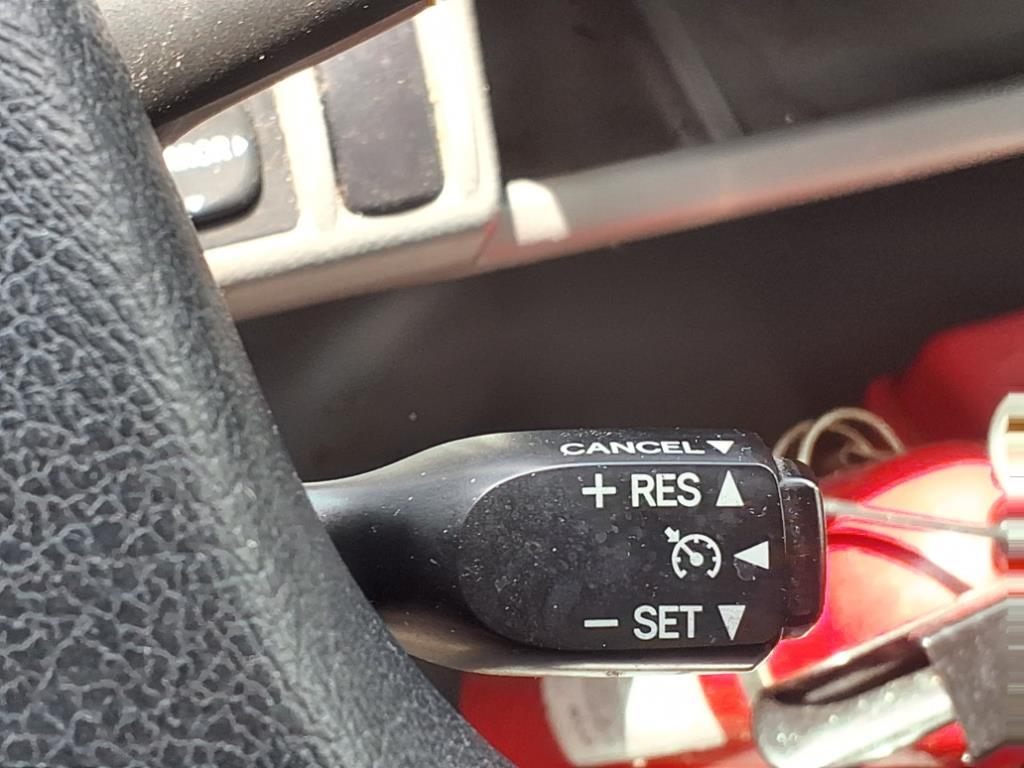 CANCEL ▼
+ RES ▲
◀
− SET ▼